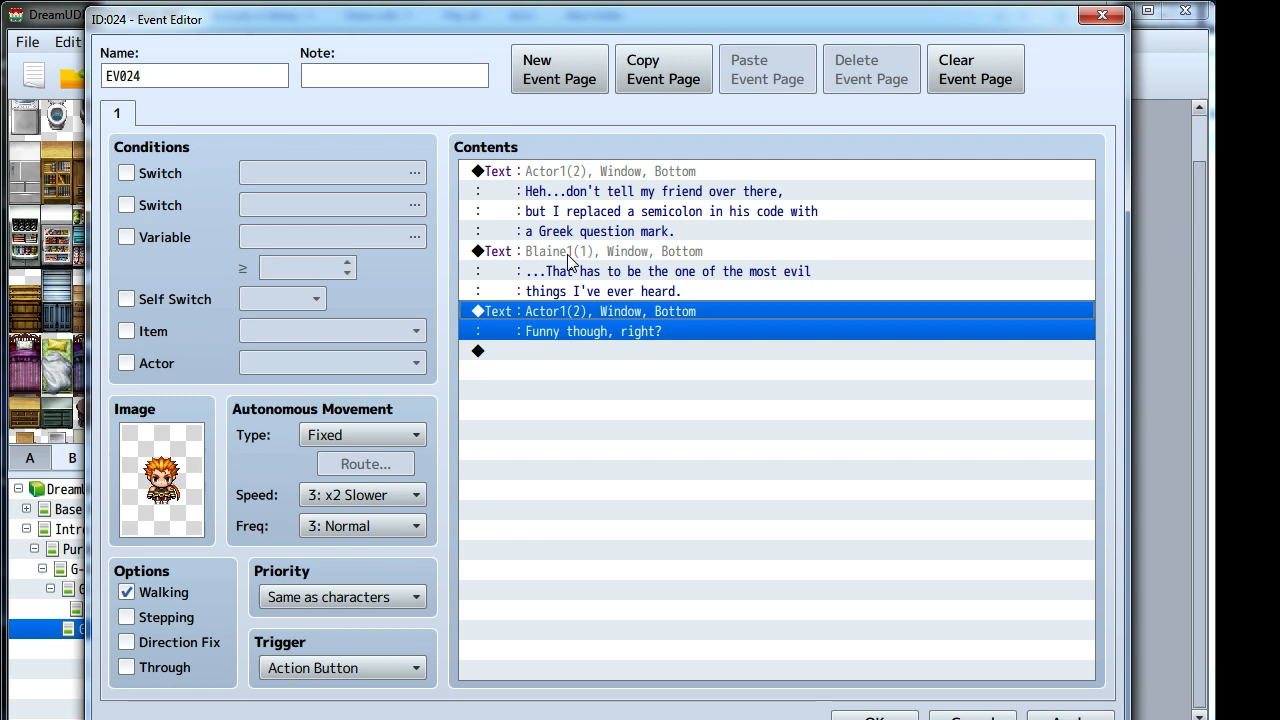 DreamUD
ID:024 - Event Editor
File Edit
Name:
Note:
EV024
New Event Page
Copy Event Page
Paste Event Page
Delete Event Page
Clear Event Page
1
Conditions
Switch ...
Switch ...
Variable ...
≥
Self Switch
Item
Actor
Image
Autonomous Movement
Type: Fixed
Route...
Speed: 3: x2 Slower
Freq: 3: Normal
Options
Walking
Stepping
Direction Fix
Through
Priority
Same as characters
Trigger
Action Button
Contents
◆Text : Actor1(2), Window, Bottom
: : Heh...don't tell my friend over there,
: : but I replaced a semicolon in his code with
: : a Greek question mark.
◆Text : Blaine1(1), Window, Bottom
: : ...That has to be the one of the most evil
: : things I've ever heard.
◆Text : Actor1(2), Window, Bottom
: : Funny though, right?
◆
A B
Dream
Base
Intr
Pur
G-